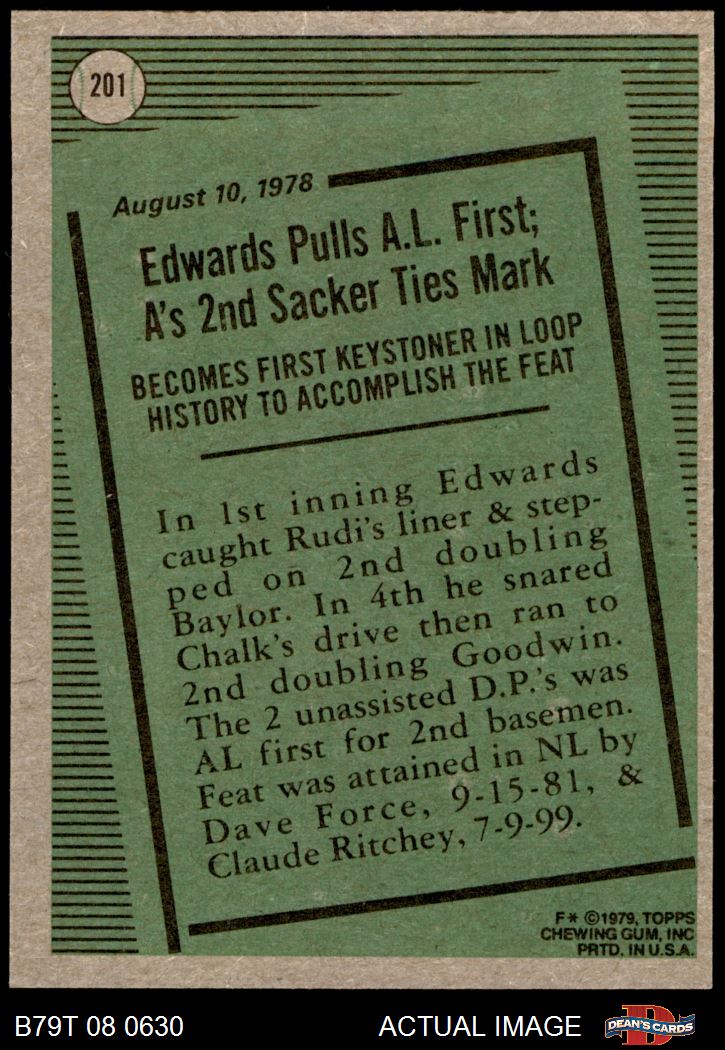 201
August 10, 1978
Edwards Pulls A.L. First;
A's 2nd Sacker Ties Mark
BECOMES FIRST KEYSTONER IN LOOP
HISTORY TO ACCOMPLISH THE FEAT
In 1st inning Edwards
caught Rudi's liner & step-
ped on 2nd doubling
Baylor. In 4th he snared
Chalk's drive then ran to
2nd doubling Goodwin.
The 2 unassisted D.P.'s was
AL first for 2nd basemen.
Feat was attained in NL by
Dave Force, 9-15-81, &
Claude Ritchey, 7-9-99.
F* ©1979, TOPPS
CHEWING GUM, INC
PRTD. IN U.S.A.
B79T 08 0630 ACTUAL IMAGE DEAN'S CARDS